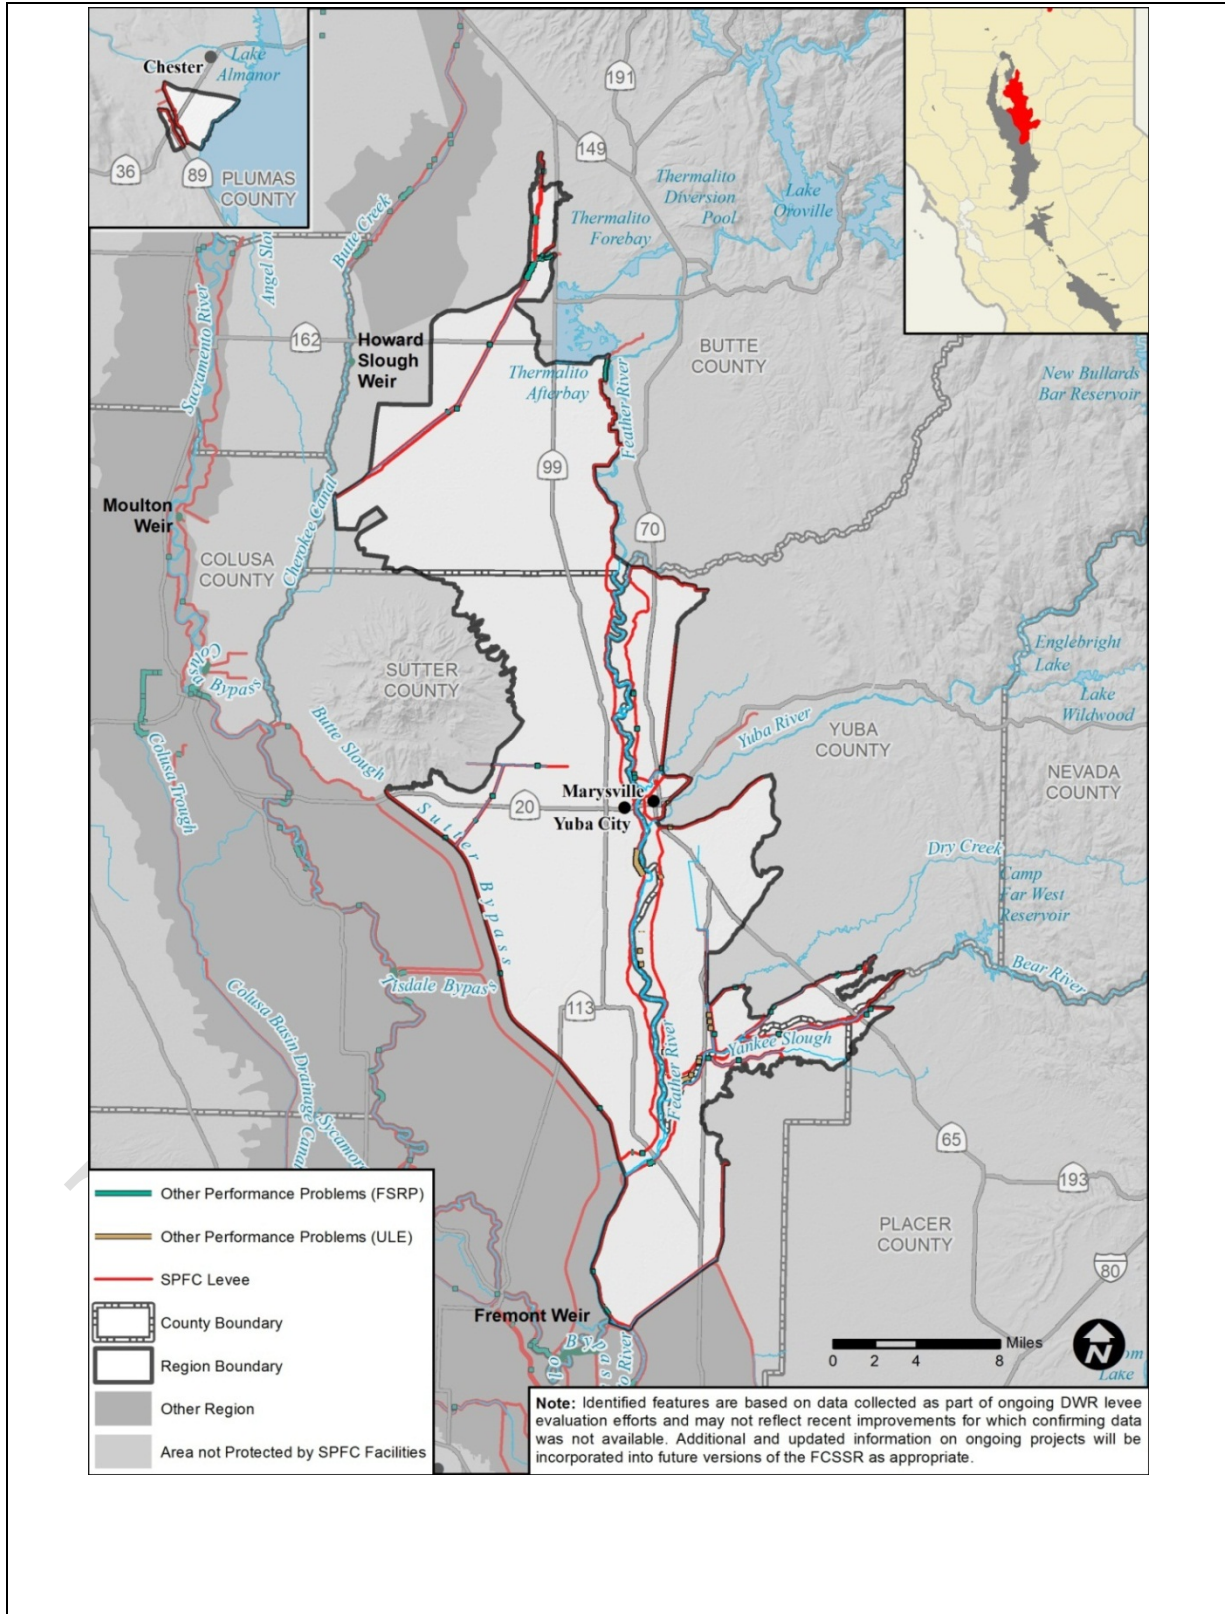 Chester
Lake
Almanor
36
89
PLUMAS
COUNTY
191
149
Thermalito
Diversion
Pool
Lake
Oroville
Thermalito
Forebay
Butte Creek
Sacramento River
162
Howard
Slough
Weir
Thermalito
Afterbay
Feather River
BUTTE
COUNTY
New Bullards
Bar Reservoir
99
70
Moulton
Weir
COLUSA
COUNTY
Cherokee Canal
Colusa Bypass
SUTTER
COUNTY
Butte Slough
Colusa Trough
Englebright
Lake
Lake
Wildwood
Yuba River
YUBA
COUNTY
NEVADA
COUNTY
Marysville
Yuba City
20
Sutter Bypass
Dry Creek
Camp
Far West
Reservoir
Bear River
Tisdale Bypass
Colusa Basin Drainage Canal
113
Feather River
Yankee Slough
65
193
PLACER
COUNTY
80
Fremont Weir
Other Performance Problems (FSRP)
Other Performance Problems (ULE)
SPFC Levee
County Boundary
Region Boundary
Other Region
Area not Protected by SPFC Facilities
Miles
0 2 4 8
N
Lake
Note: Identified features are based on data collected as part of ongoing DWR levee
evaluation efforts and may not reflect recent improvements for which confirming data
was not available. Additional and updated information on ongoing projects will be
incorporated into future versions of the FCSSR as appropriate.